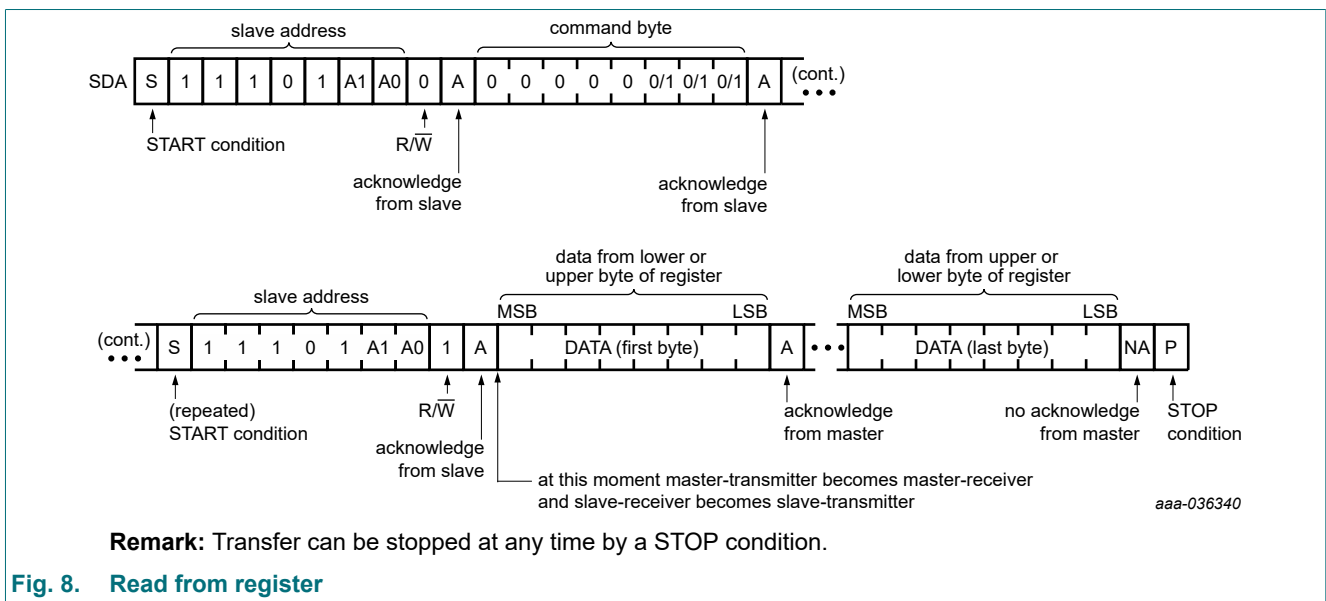 slave address
command byte
SDA S 1 1 1 0 1 A1 A0 0 A 0 0 0 0 0 0/1 0/1 0/1 A (cont.)
START condition
R/W
acknowledge
from slave
acknowledge
from slave
data from lower or
upper byte of register
data from upper or
lower byte of register
slave address
MSB LSB MSB LSB
(cont.) S 1 1 1 0 1 A1 A0 1 A DATA (first byte) A DATA (last byte) NA P
(repeated)
START condition
R/W
acknowledge
from slave
acknowledge
from master
no acknowledge
from master
STOP
condition
at this moment master-transmitter becomes master-receiver
and slave-receiver becomes slave-transmitter
aaa-036340
Remark: Transfer can be stopped at any time by a STOP condition.
Fig. 8. Read from register